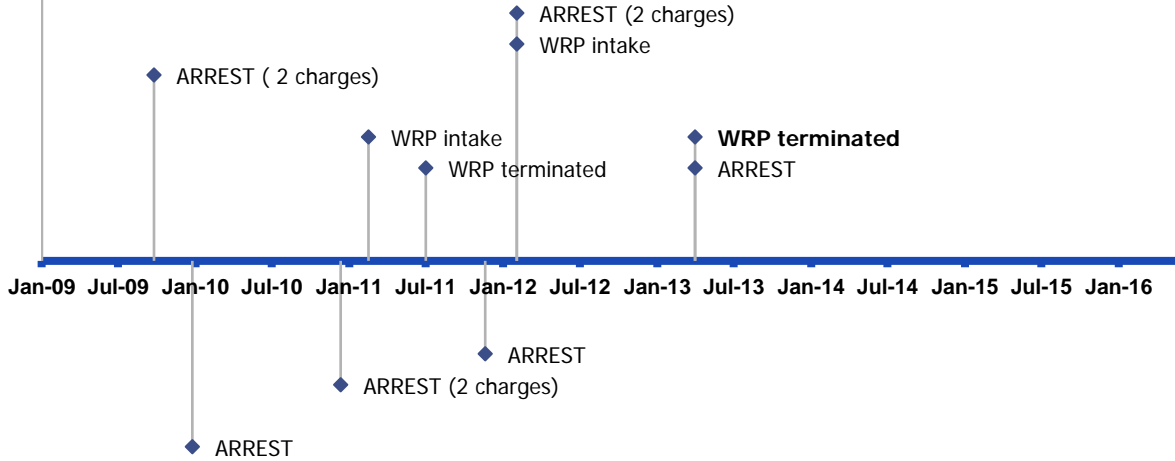 ARREST (2 charges)
WRP intake
ARREST ( 2 charges)
WRP intake
WRP terminated
WRP terminated
ARREST
Jan-09 Jul-09 Jan-10 Jul-10 Jan-11 Jul-11 Jan-12 Jul-12 Jan-13 Jul-13 Jan-14 Jul-14 Jan-15 Jul-15 Jan-16
ARREST
ARREST (2 charges)
ARREST